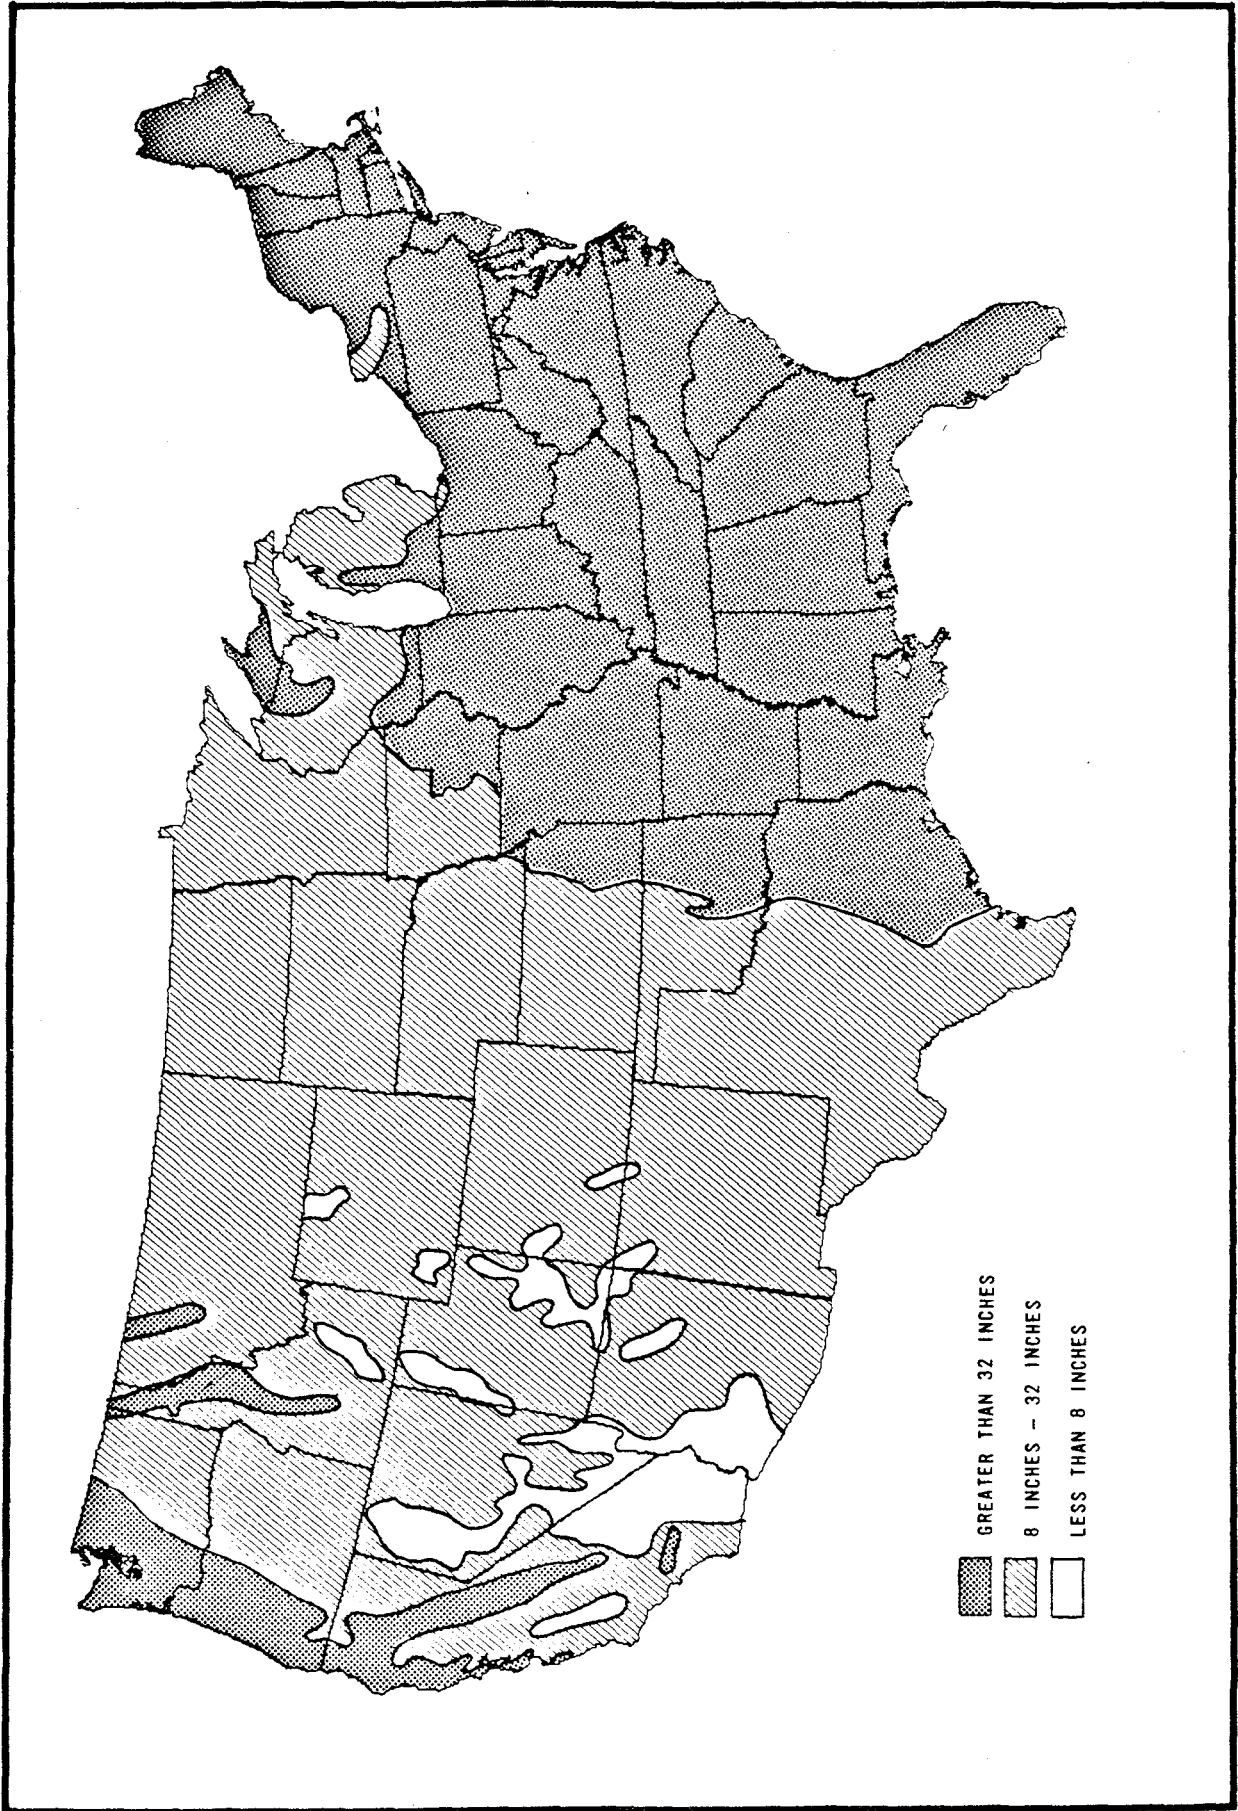 GREATER THAN 32 INCHES
8 INCHES – 32 INCHES
LESS THAN 8 INCHES